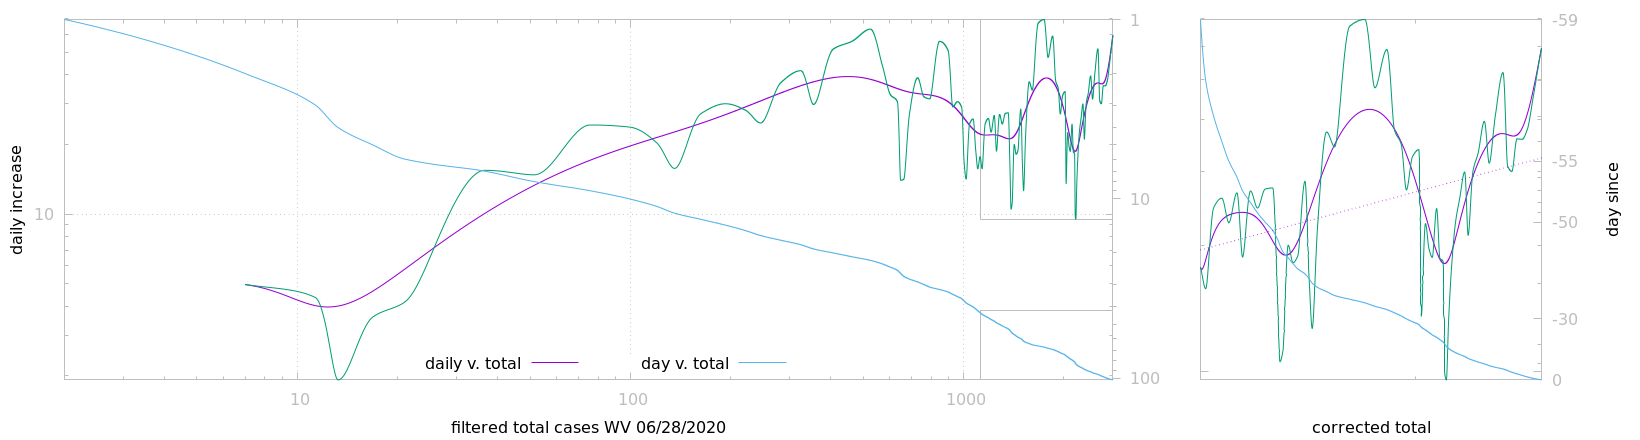 1
-59
daily increase
10
10
-55
-50
day since
-30
daily v. total
day v. total
100
0
10
100
1000
filtered total cases WV 06/28/2020
corrected total